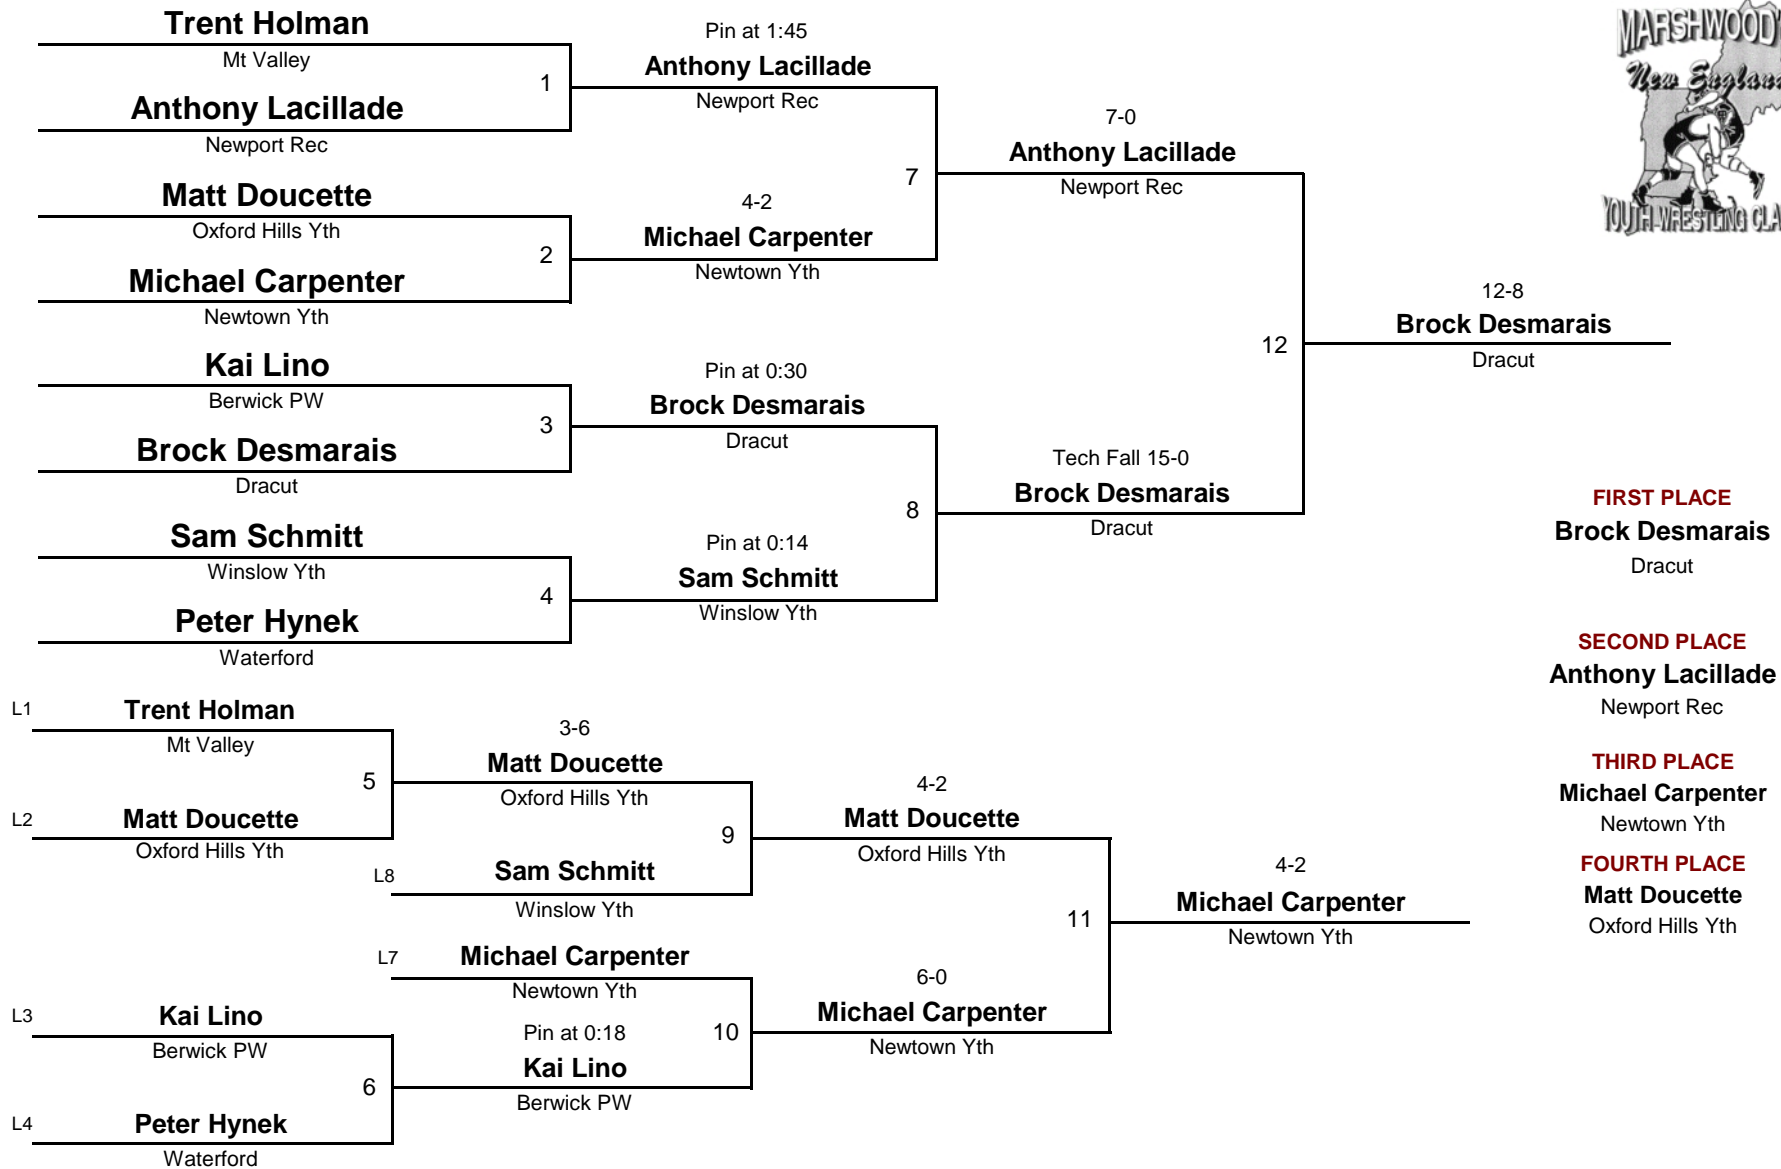 Trent Holman
Mt Valley
1
Anthony Lacillade
Newport Rec
Pin at 1:45
Anthony Lacillade
Newport Rec
Matt Doucette
Oxford Hills Yth
2
Michael Carpenter
Newtown Yth
4-2
Michael Carpenter
Newtown Yth
7
7-0
Anthony Lacillade
Newport Rec
Kai Lino
Berwick PW
3
Brock Desmarais
Dracut
Pin at 0:30
Brock Desmarais
Dracut
Sam Schmitt
Winslow Yth
4
Peter Hynek
Waterford
Pin at 0:14
Sam Schmitt
Winslow Yth
8
Tech Fall 15-0
Brock Desmarais
Dracut
12
12-8
Brock Desmarais
Dracut
MARSHWOOD
New England
YOUTH WRESTLING CLA
FIRST PLACE
Brock Desmarais
Dracut
SECOND PLACE
Anthony Lacillade
Newport Rec
THIRD PLACE
Michael Carpenter
Newtown Yth
FOURTH PLACE
Matt Doucette
Oxford Hills Yth
L1
Trent Holman
Mt Valley
5
L2
Matt Doucette
Oxford Hills Yth
3-6
Matt Doucette
Oxford Hills Yth
9
L8
Sam Schmitt
Winslow Yth
4-2
Matt Doucette
Oxford Hills Yth
L7
Michael Carpenter
Newtown Yth
10
L3
Kai Lino
Berwick PW
6
L4
Peter Hynek
Waterford
Pin at 0:18
Kai Lino
Berwick PW
6-0
Michael Carpenter
Newtown Yth
11
4-2
Michael Carpenter
Newtown Yth